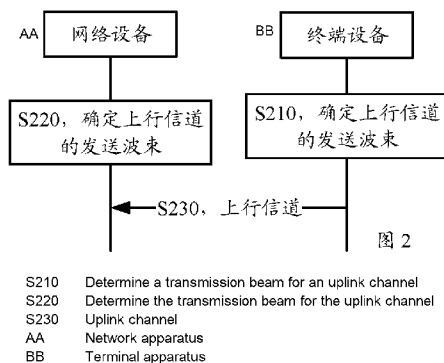 AA 网络设备
BB 终端设备
S220，确定上行信道
的发送波束
S210，确定上行信道
的发送波束
S230，上行信道
图 2
S210 Determine a transmission beam for an uplink channel
S220 Determine the transmission beam for the uplink channel
S230 Uplink channel
AA Network apparatus
BB Terminal apparatus